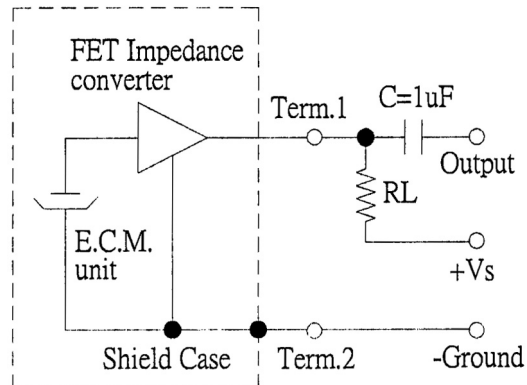 FET Impedance
converter
Term.1
C=1uF
Output
RL
E.C.M.
unit
+Vs
Shield Case
Term.2
-Ground